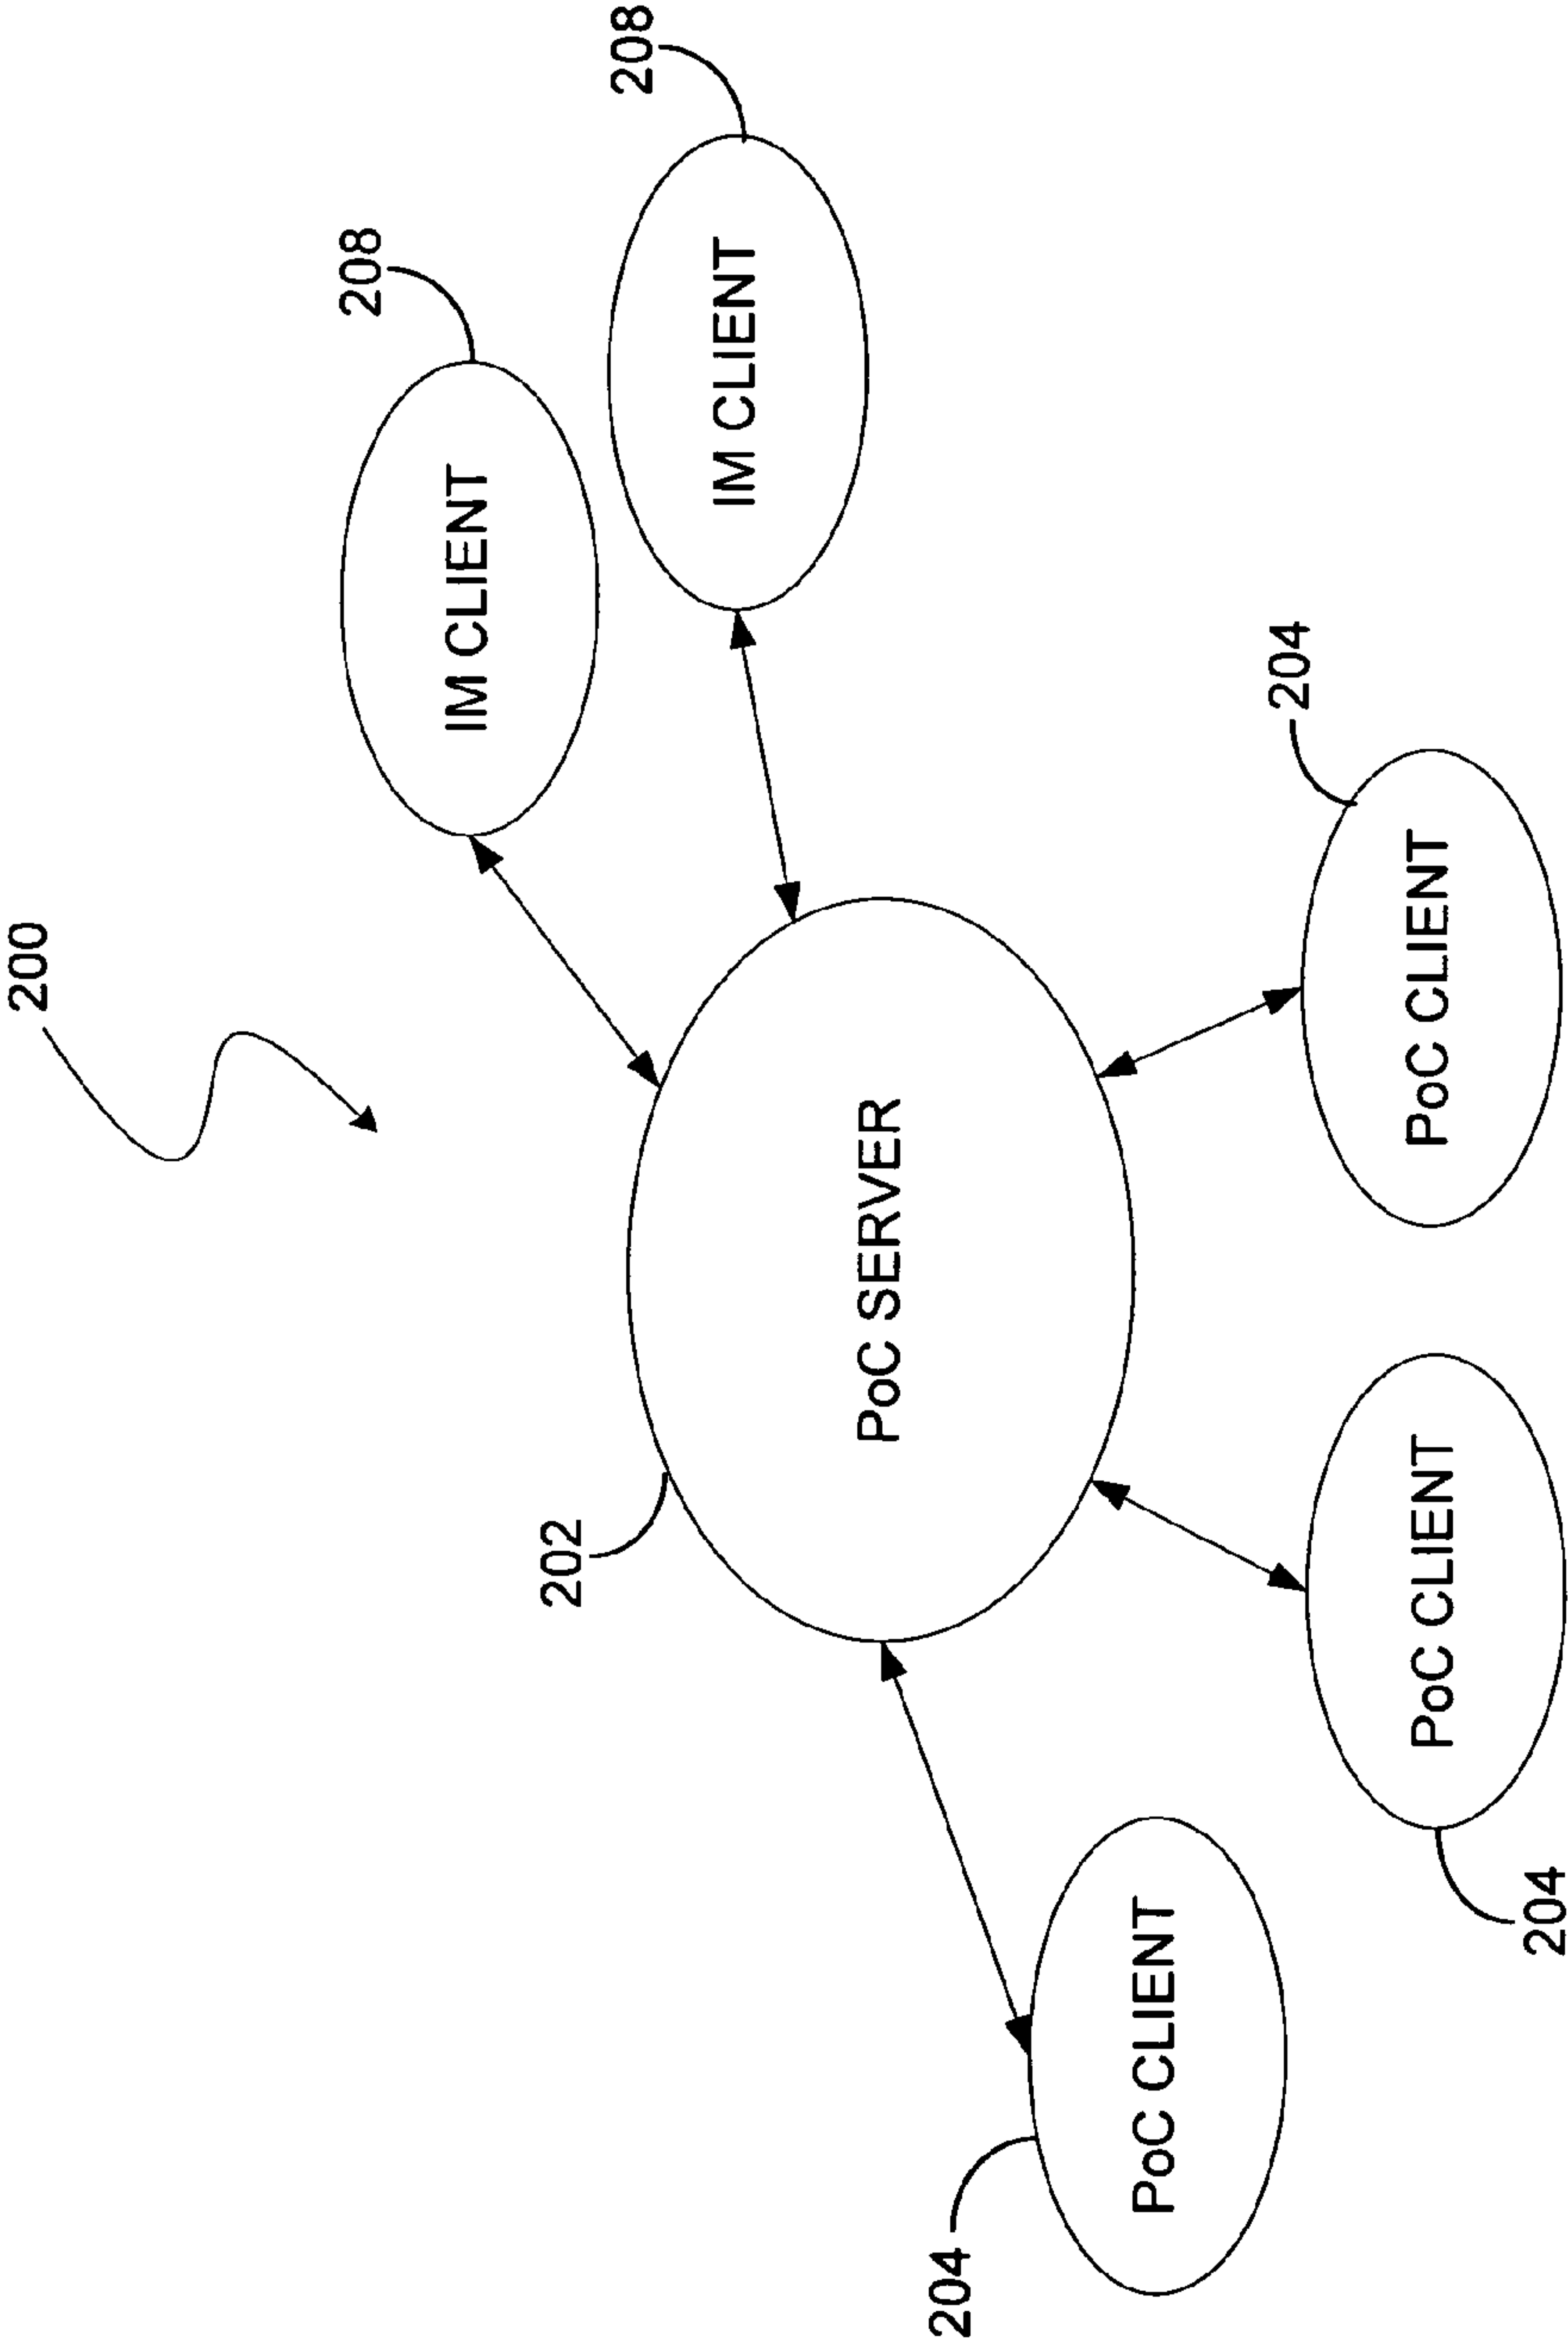 200
208
IM CLIENT
202
208
IM CLIENT
PoC SERVER
204
PoC CLIENT
204
PoC CLIENT
PoC CLIENT
204